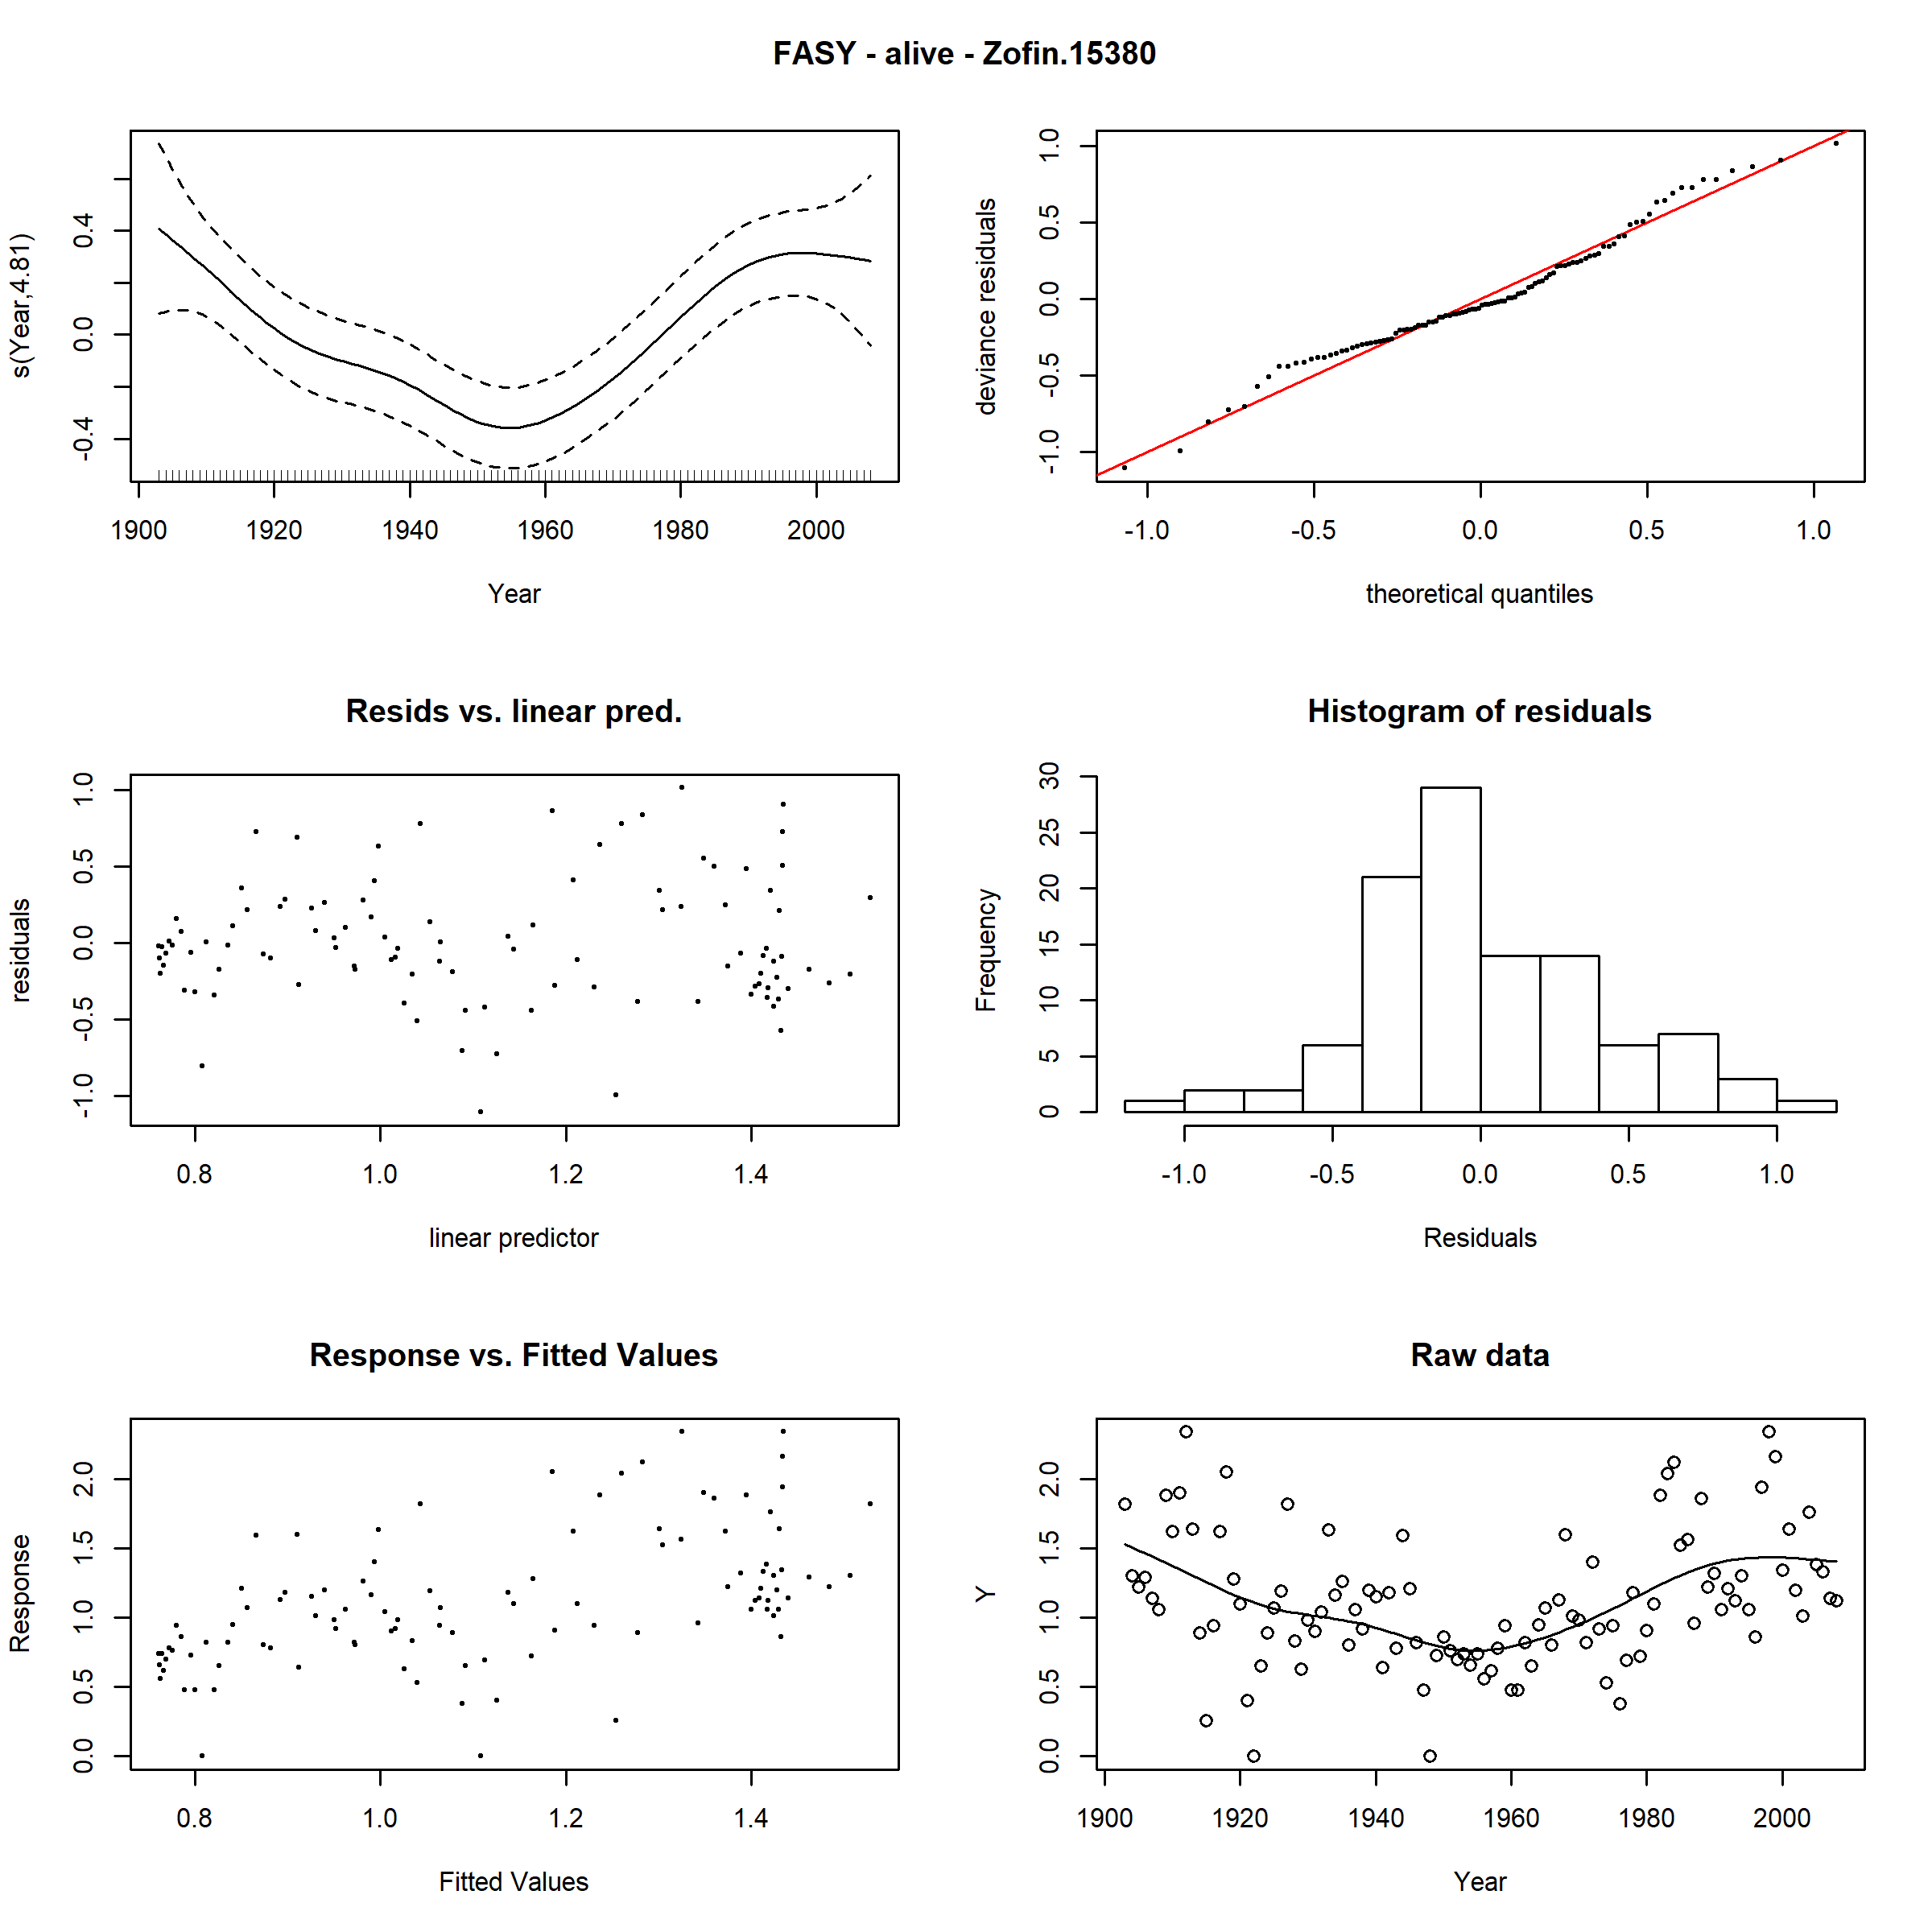 FASY - alive - Zofin.15380
s(Year,4.81)
-0.4 0.0 0.4
1900 1920 1940 1960 1980 2000
Year
deviance residuals
-1.0 -0.5 0.0 0.5 1.0
-1.0 -0.5 0.0 0.5 1.0
theoretical quantiles
Resids vs. linear pred.
residuals
-1.0 -0.5 0.0 0.5 1.0
0.8 1.0 1.2 1.4
linear predictor
Histogram of residuals
Frequency
0 5 10 15 20 25 30
-1.0 -0.5 0.0 0.5 1.0
Residuals
Response vs. Fitted Values
Response
0.0 0.5 1.0 1.5 2.0
0.8 1.0 1.2 1.4
Fitted Values
Raw data
Y
0.0 0.5 1.0 1.5 2.0
1900 1920 1940 1960 1980 2000
Year